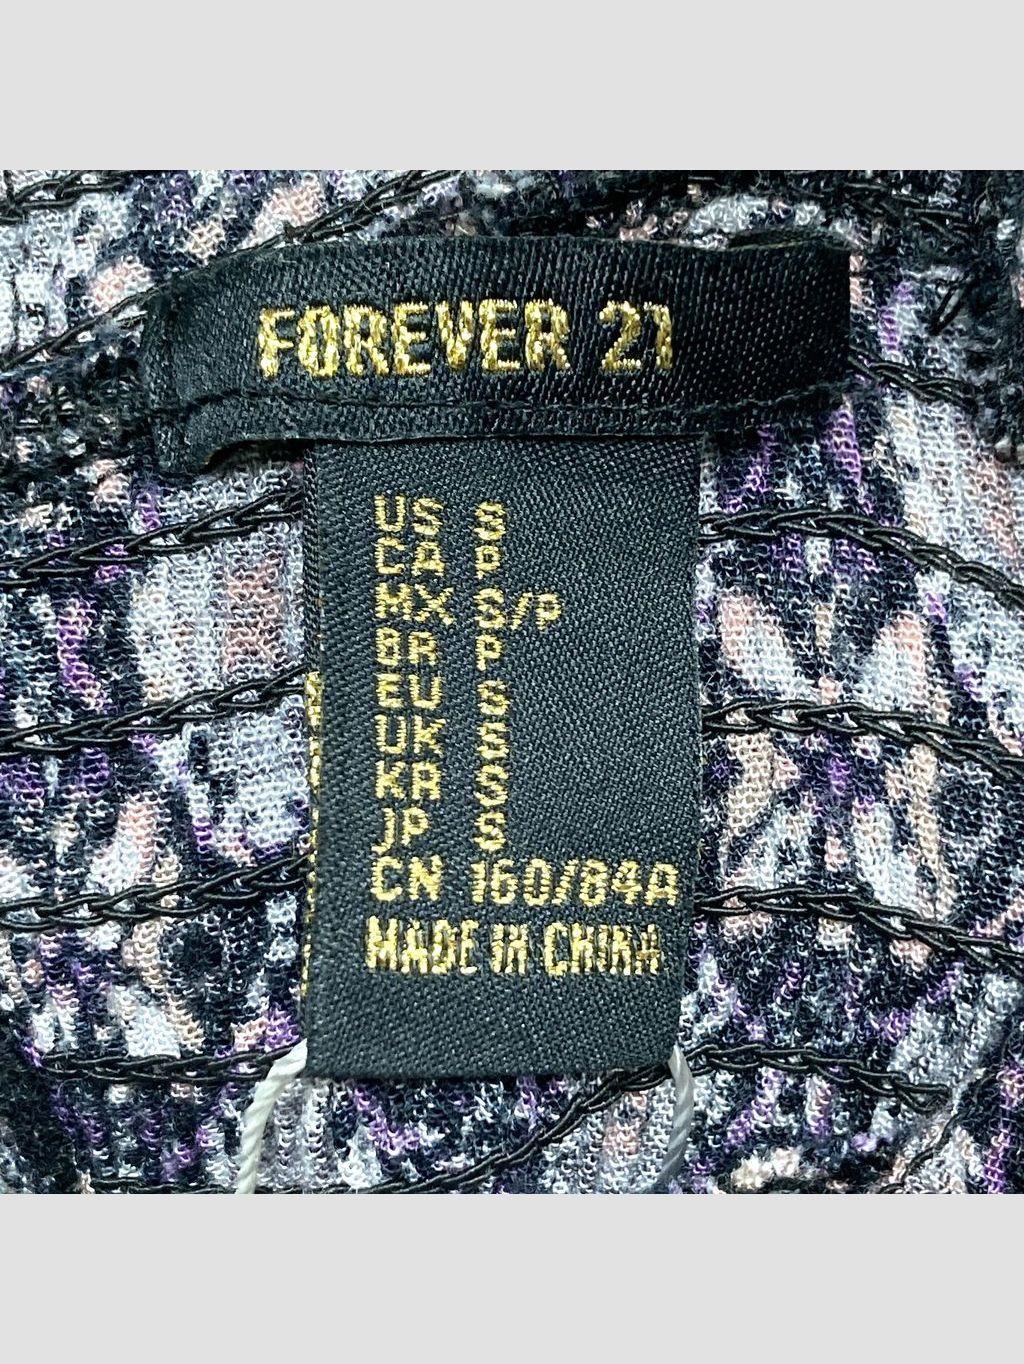 FOREVER 21
US S
CA P
MX S/P
BR P
EU S
UK S
KR S
JP S
CN 160/84A
MADE IN CHINA